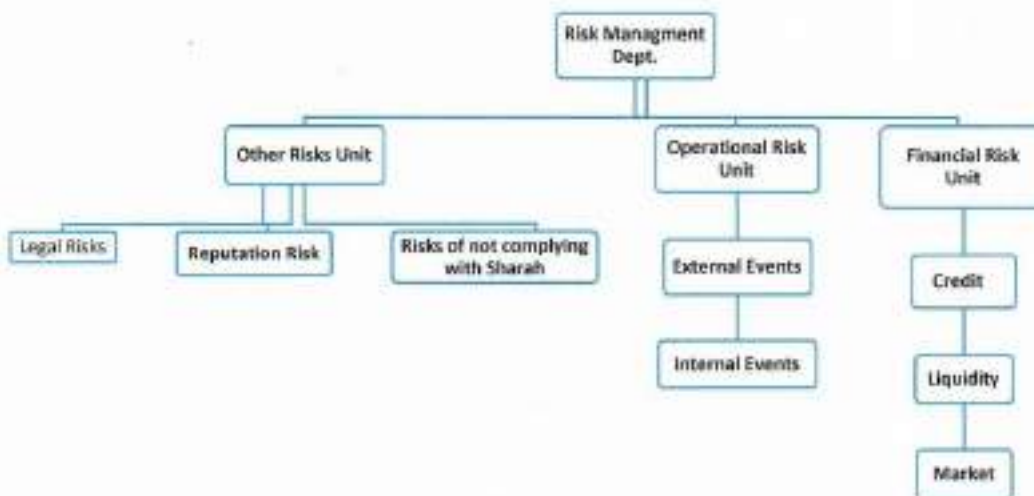 Risk Managment
Dept.
Other Risks Unit
Operational Risk
Unit
Financial Risk
Unit
Legal Risks
Reputation Risk
Risks of not complying
with Sharah
External Events
Credit
Internal Events
Liquidity
Market